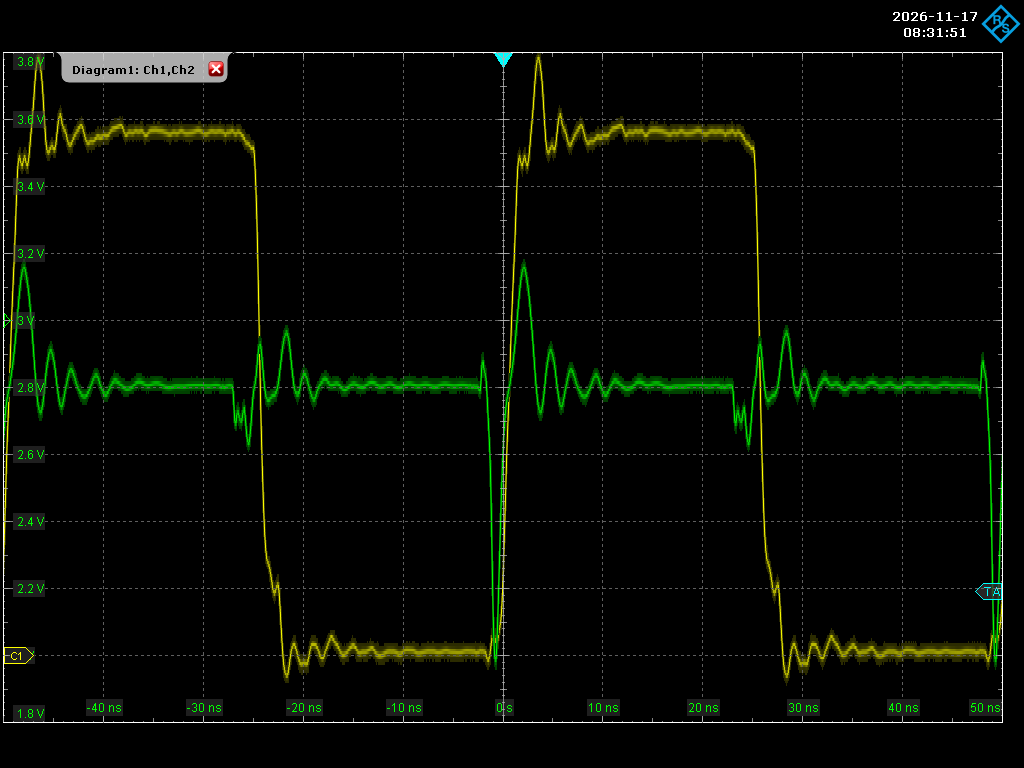 2026-11-17
08:31:51
R/S
Diagram1: Ch1,Ch2
3.8 V
3.6 V
3.4 V
3.2 V
3 V
2.8 V
2.6 V
2.4 V
2.2 V
TA
C1
1.8 V
-40 ns -30 ns -20 ns -10 ns 0 s 10 ns 20 ns 30 ns 40 ns 50 ns